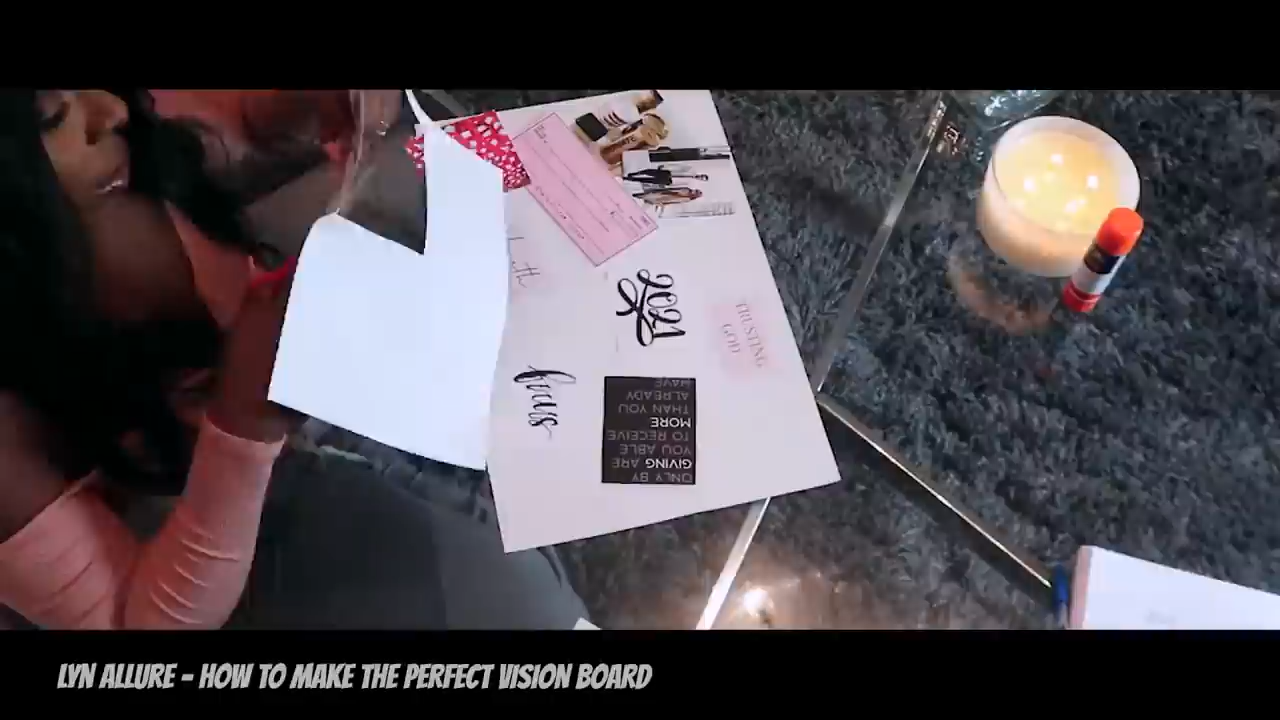 2021
TRUSTING
GOD
focus
ONLY BY
GIVING ARE
YOU ABLE
TO RECEIVE
MORE
THAN YOU
ALREADY
HAVE
LYN ALLURE - HOW TO MAKE THE PERFECT VISION BOARD